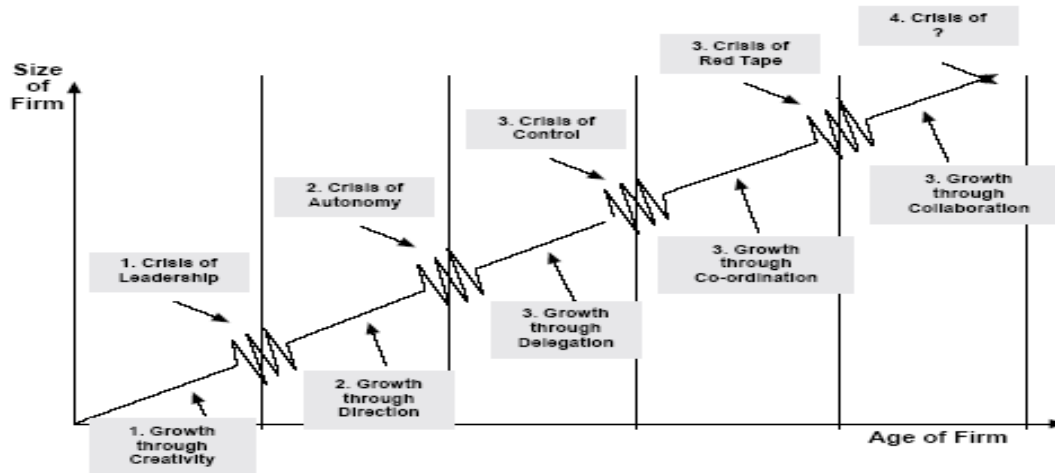 4. Crisis of
?
3. Crisis of
Red Tape
Size
of
Firm
3. Crisis of
Control
2. Crisis of
Autonomy
3. Growth
through
Collaboration
1. Crisis of
Leadership
3. Growth
through
Co-ordination
3. Growth
through
Delegation
2. Growth
through
Direction
1. Growth
through
Creativity
Age of Firm